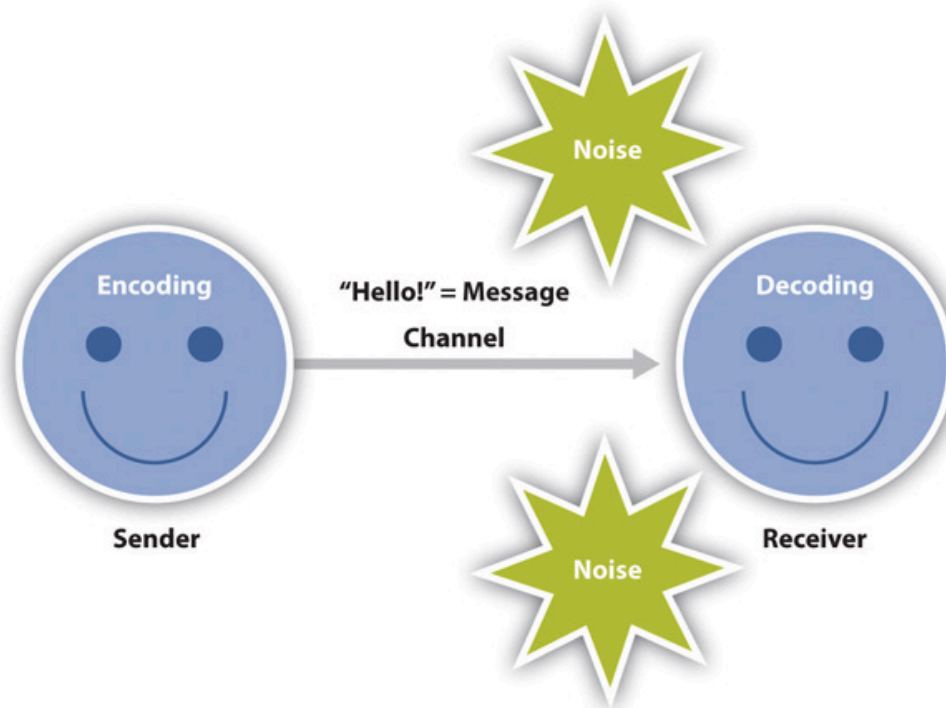 Noise
Encoding
"Hello!" = Message
Channel
Decoding
Sender
Receiver
Noise